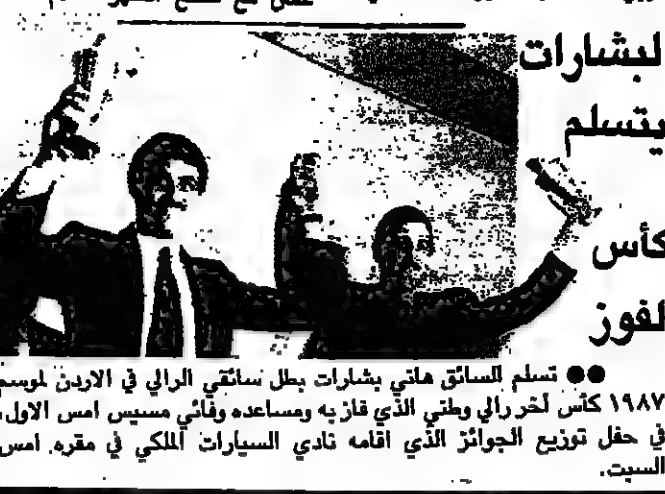 لبشارات
يتسلم
كأس
لفوز
●● تسلم السائق هاني بشارات بطل سائقي الرالي في الاردن لموسم
١٩٨٧ كأس آخر رالي وطني الذي فاز به ومساعده وفائي مسيس امس الاول،
في حفل توزيع الجوائز الذي اقامه نادي السيارات الملكي في مقره. امس
السبت.